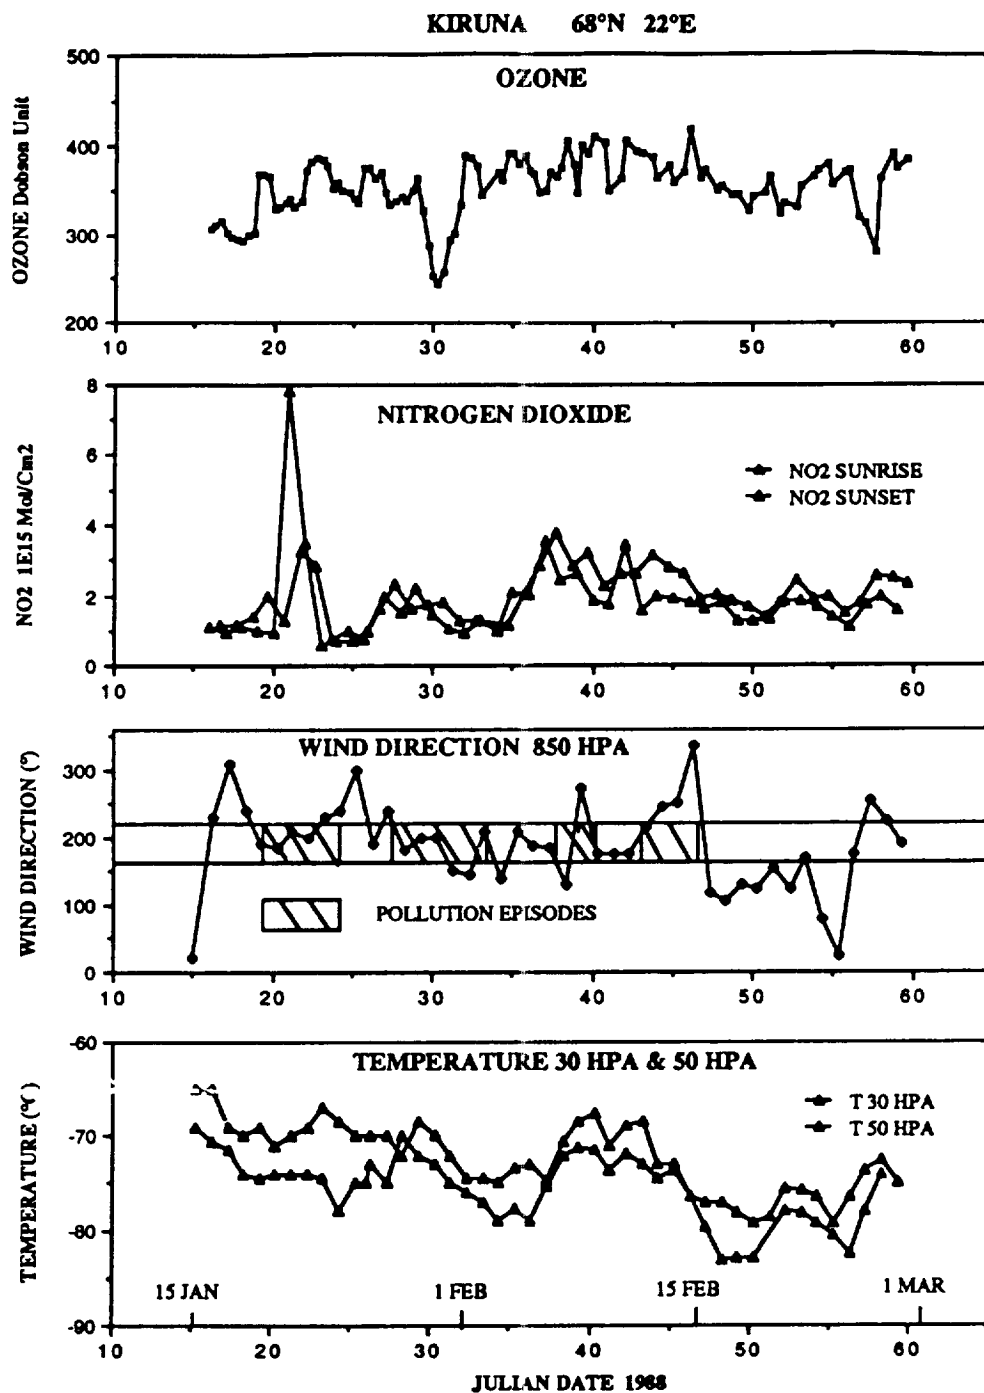 KIRUNA 68°N 22°E
OZONE
OZONE Dobson Unit
500
400
300
200
10 20 30 40 50 60
NITROGEN DIOXIDE
NO2 1E15 Mol/Cm2
8
6
4
2
0
NO2 SUNRISE
NO2 SUNSET
10 20 30 40 50 60
WIND DIRECTION 850 HPA
WIND DIRECTION (°)
300
200
100
0
POLLUTION EPISODES
10 20 30 40 50 60
TEMPERATURE 30 HPA & 50 HPA
TEMPERATURE (°C)
-60
-70
-80
-90
T 30 HPA
T 50 HPA
15 JAN 1 FEB 15 FEB 1 MAR
10 20 30 40 50 60
JULIAN DATE 1988